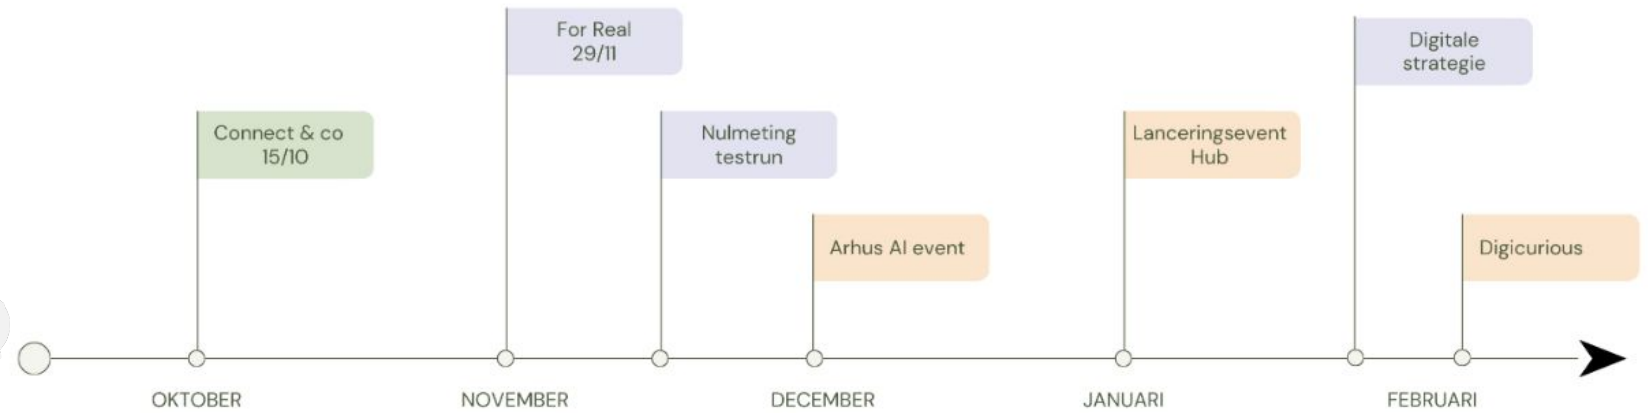 For Real
29/11
Digitale
strategie
Connect & co
15/10
Nulmeting
testrun
Lanceringsevent
Hub
Arhus AI event
Digicurious
OKTOBER
NOVEMBER
DECEMBER
JANUARI
FEBRUARI